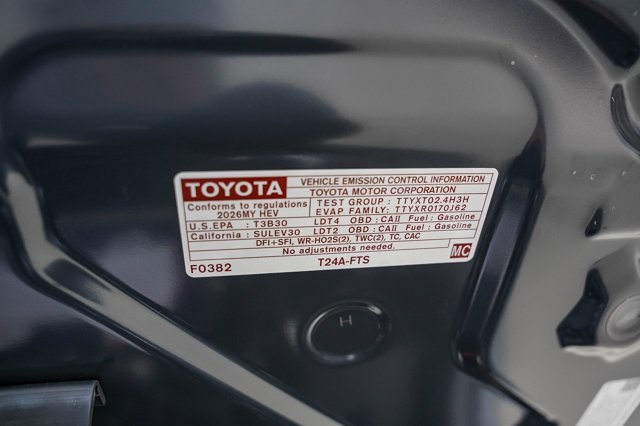 TOYOTA VEHICLE EMISSION CONTROL INFORMATION
TOYOTA MOTOR CORPORATION
Conforms to regulations TEST GROUP : TTYXT02.4H3H
2026MY HEV EVAP FAMILY: TTYXR0170J62
U.S.EPA : T3B30 LDT4 OBD : CAII Fuel : Gasoline
California : SULEV30 LDT2 OBD : CAII Fuel : Gasoline
DFI+SFI, WR-HO2S(2), TWC(2), TC, CAC
No adjustments needed. MC
F0382 T24A-FTS
H